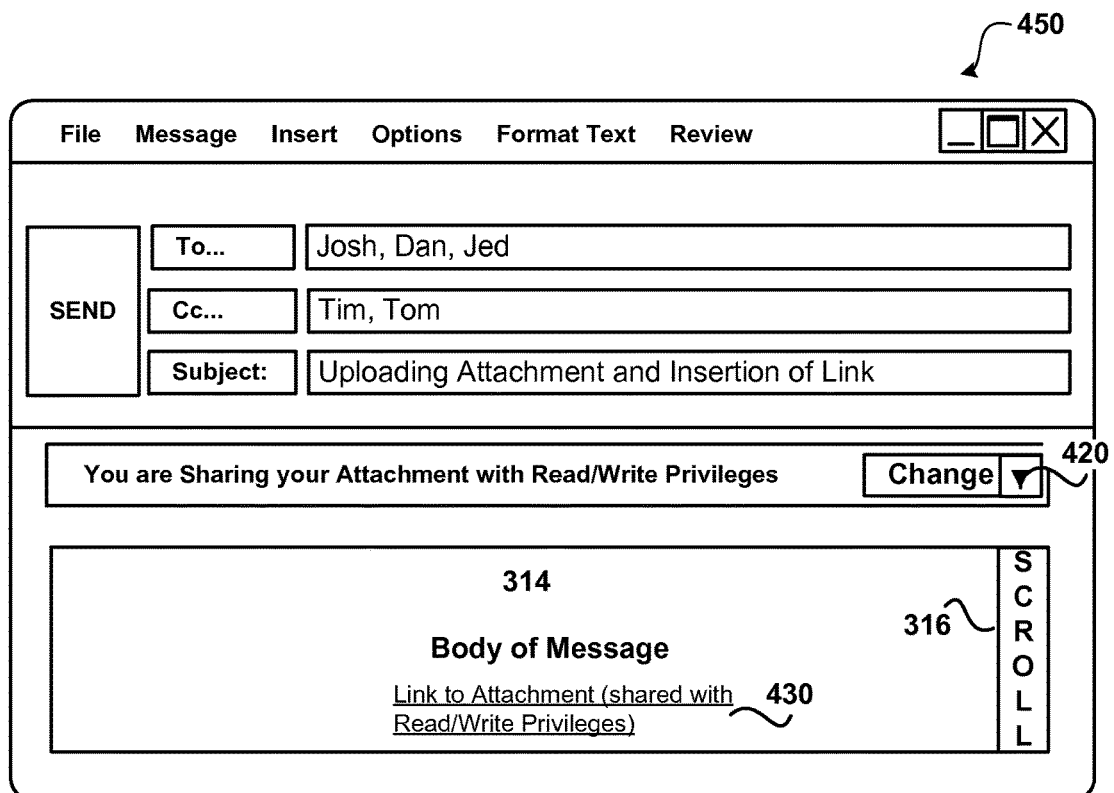 450
File Message Insert Options Format Text Review
To... Josh, Dan, Jed
SEND Cc... Tim, Tom
Subject: Uploading Attachment and Insertion of Link
You are Sharing your Attachment with Read/Write Privileges Change 420
314
316
Body of Message
Link to Attachment (shared with 430
Read/Write Privileges)
SCROLL